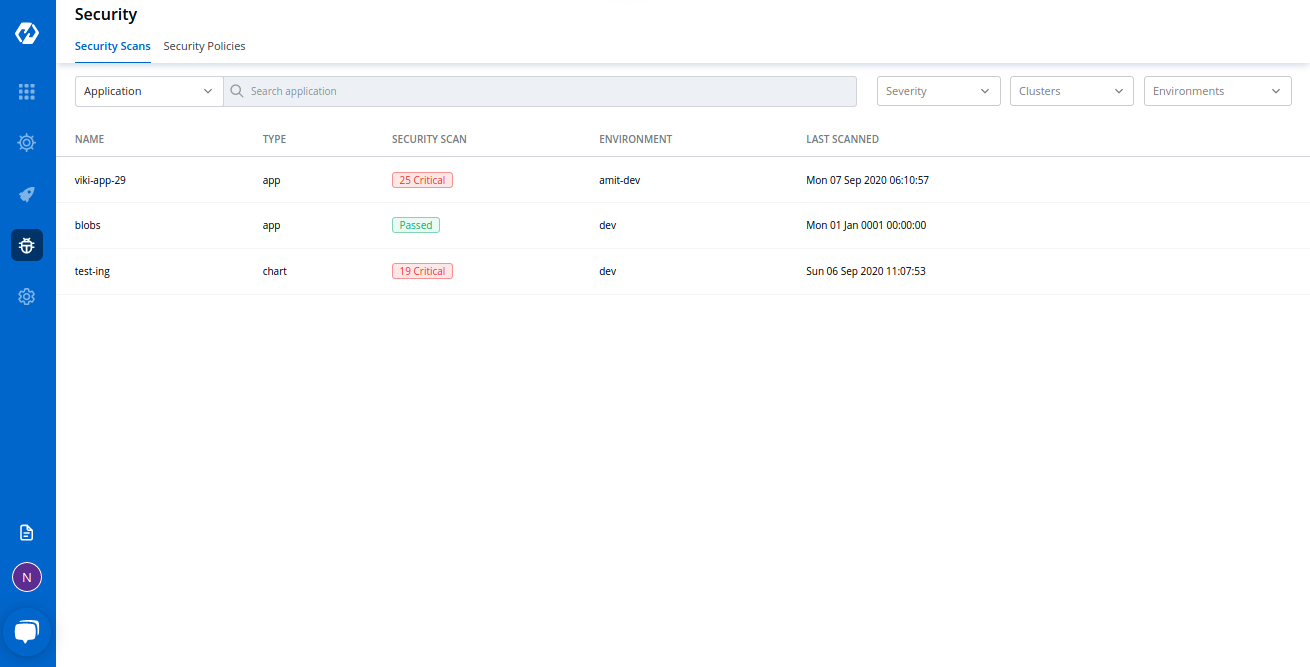 Security
Security Scans Security Policies
Application Search application Severity Clusters Environments
NAME TYPE SECURITY SCAN ENVIRONMENT LAST SCANNED
viki-app-29 app 25 Critical amit-dev Mon 07 Sep 2020 06:10:57
blobs app Passed dev Mon 01 Jan 0001 00:00:00
test-ing chart 19 Critical dev Sun 06 Sep 2020 11:07:53
N